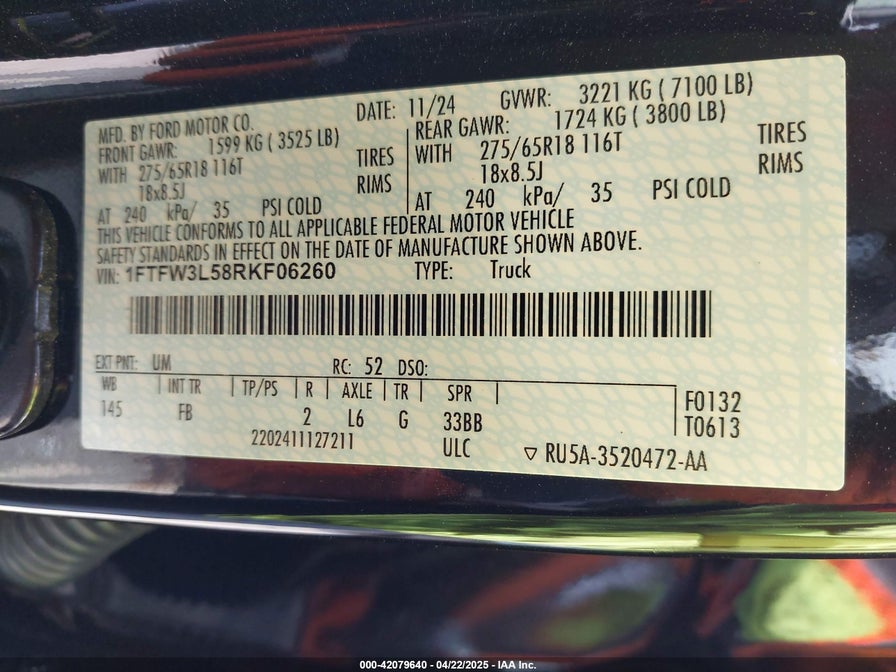 MFD. BY FORD MOTOR CO.
DATE: 11/24 GVWR: 3221 KG ( 7100 LB)
FRONT GAWR: 1599 KG ( 3525 LB)
WITH 275/65R18 116T TIRES
18x8.5J RIMS
AT 240 kPa/ 35 PSI COLD
REAR GAWR: 1724 KG ( 3800 LB)
WITH 275/65R18 116T TIRES
18x8.5J RIMS
AT 240 kPa/ 35 PSI COLD
THIS VEHICLE CONFORMS TO ALL APPLICABLE FEDERAL MOTOR VEHICLE
SAFETY STANDARDS IN EFFECT ON THE DATE OF MANUFACTURE SHOWN ABOVE.
VIN: 1FTFW3L58RKF06260 TYPE: Truck
EXT PNT: UM RC: 52 DSO:
WB | INT TR | TP/PS | R | AXLE | TR | SPR |
145 FB 2 L6 G 33BB
F0132
T0613
2202411127211 ULC ▽ RU5A-3520472-AA
000-42079640 - 04/22/2025 - IAA Inc.